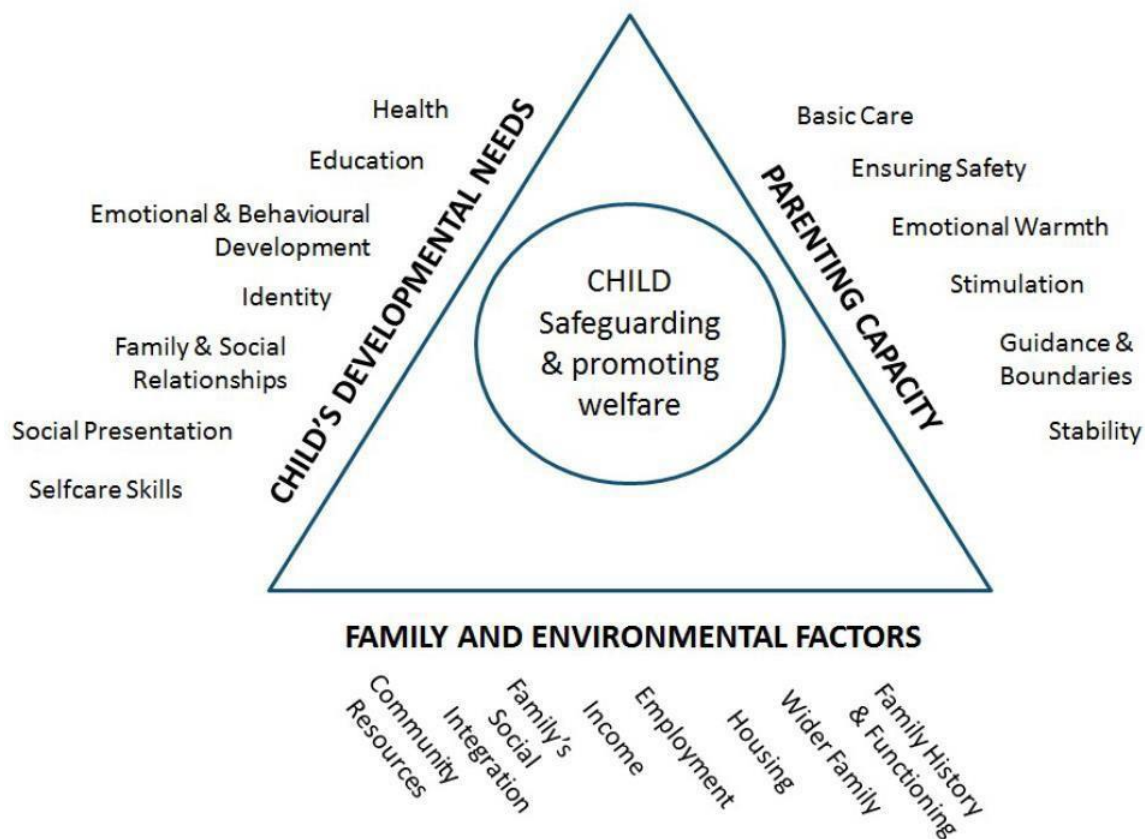 Health
Education
Emotional & Behavioural
Development
Identity
Family & Social
Relationships
Social Presentation
Selfcare Skills
CHILD'S DEVELOPMENTAL NEEDS
CHILD
Safeguarding
& promoting
welfare
PARENTING CAPACITY
Basic Care
Ensuring Safety
Emotional Warmth
Stimulation
Guidance &
Boundaries
Stability
FAMILY AND ENVIRONMENTAL FACTORS
Community
Resources
Family's
Social
Integration
Income
Employment
Housing
Wider Family
Family History
& Functioning